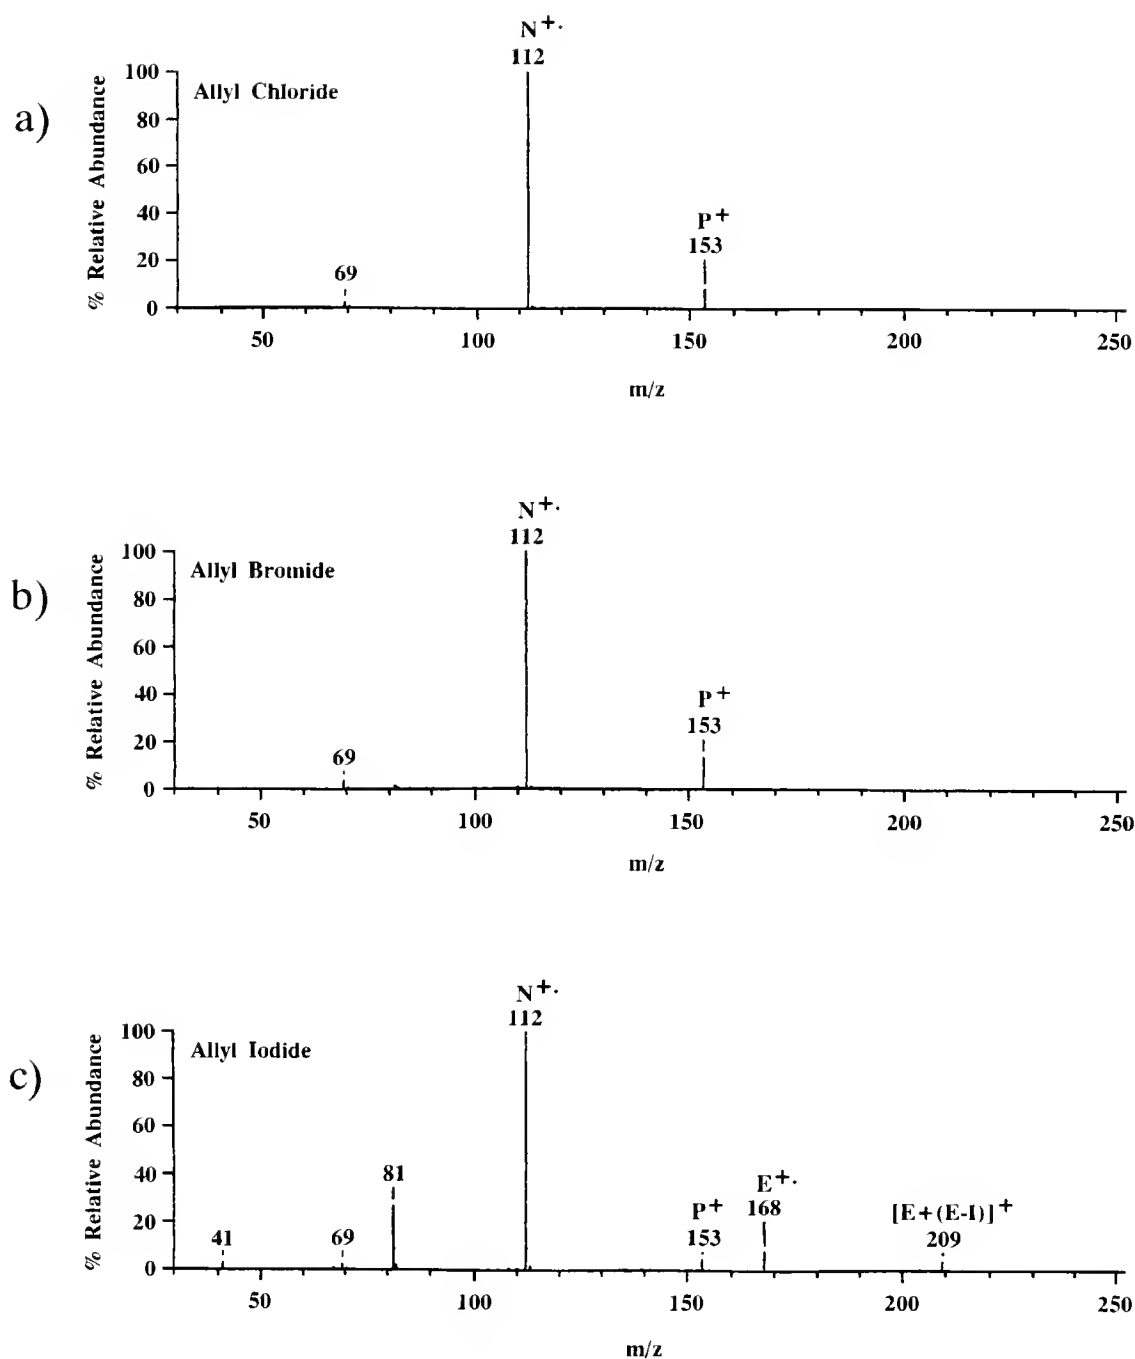 a)
N+·
112
Allyl Chloride
% Relative Abundance
100
80
60
40
20
0
69
P+
153
50 100 150 200 250
m/z
b)
N+·
112
Allyl Bromide
% Relative Abundance
100
80
60
40
20
0
69
P+
153
50 100 150 200 250
m/z
c)
N+·
112
Allyl Iodide
% Relative Abundance
100
80
60
40
20
0
41
69
81
P+
153
E+·
168
[E+(E-I)]+
209
50 100 150 200 250
m/z